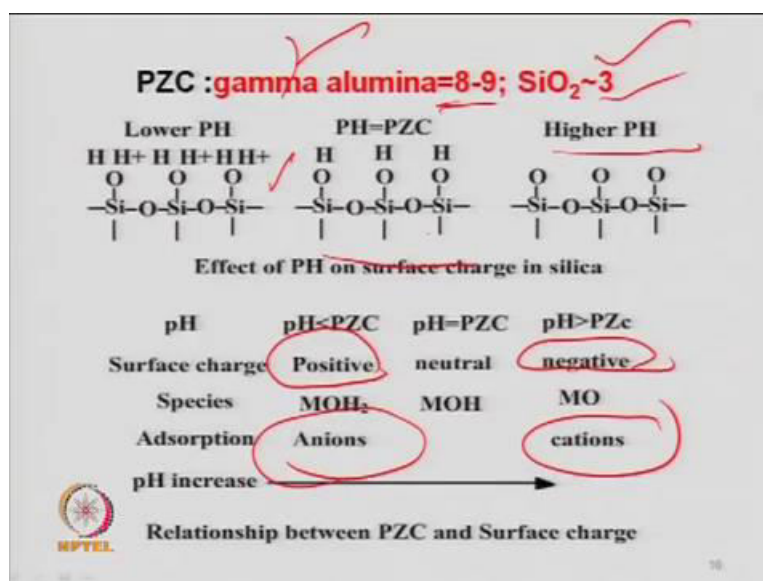 PZC :gamma alumina=8-9; SiO₂~3
Lower PH PH=PZC Higher PH
H H+ H H+ H H+ H H H
O O O O O O O O O
–Si–O–Si–O–Si– –Si–O–Si–O–Si– –Si–O–Si–O–Si–
Effect of PH on surface charge in silica
pH pH<PZC pH=PZC pH>PZc
Surface charge Positive neutral negative
Species MOH₂ MOH MO
Adsorption Anions cations
pH increase
Relationship between PZC and Surface charge
NPTEL
16